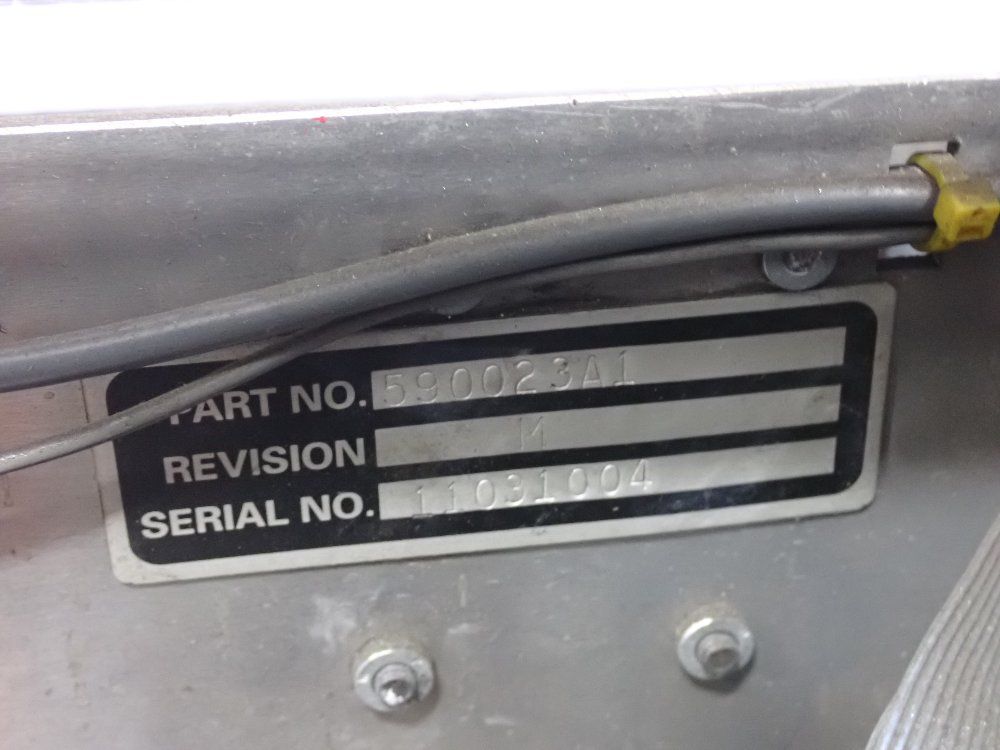 PART NO. 590023A1
REVISION M
SERIAL NO. 11031004